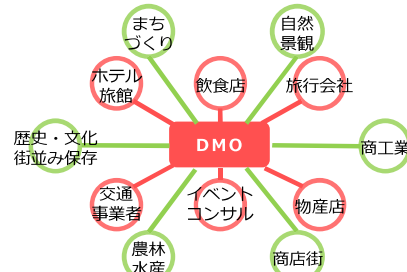 まち
づくり
自然
景観
ホテル
旅館
飲食店
旅行会社
歴史・文化
街並み保存
DMO
商工業
交通
事業者
イベント
コンサル
物産店
農林
水産
商店街